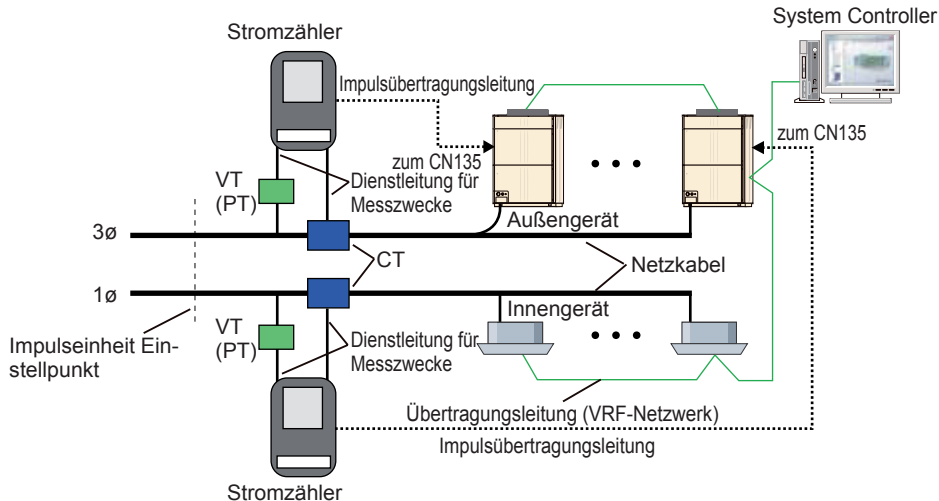 System Controller
Stromzähler
Impulsübertragungsleitung
zum CN135
zum CN135
VT
(PT)
Dienstleitung für
Messzwecke
Außengerät
3ø
CT
Netzkabel
1ø
Innengerät
VT
(PT)
Dienstleitung für
Messzwecke
Impulseinheit Ein-
stellpunkt
Übertragungsleitung (VRF-Netzwerk)
Impulsübertragungsleitung
Stromzähler